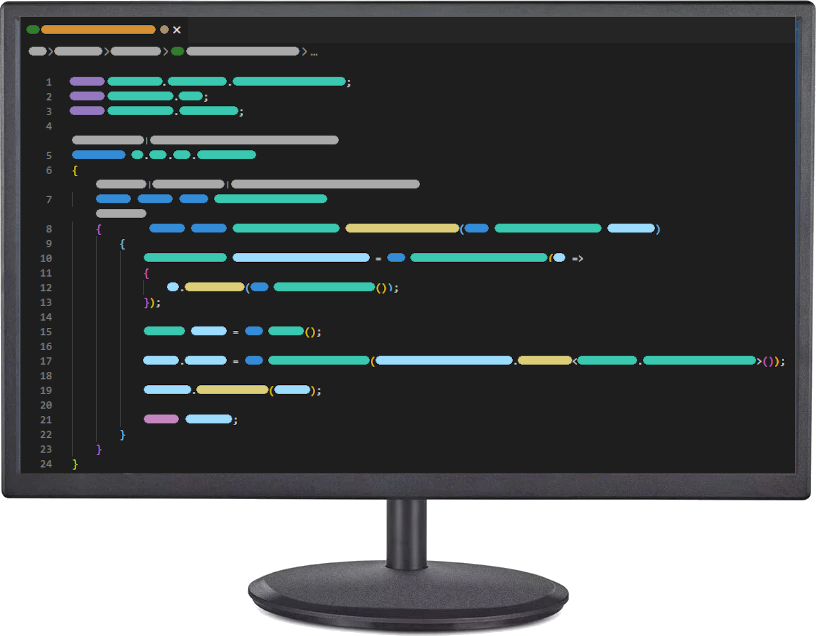 ×
> > > > ...
1 . . ;
2 . ;
3 . ;
4
|
5 . . .
6 {
| |
7
8 { ( )
9 {
10 = ( =>
11 {
12 . ( ());
13 });
14
15 = ();
16
17 . = ( . < . >());
18
19 . ( );
20
21 ;
22 }
23 }
24 }